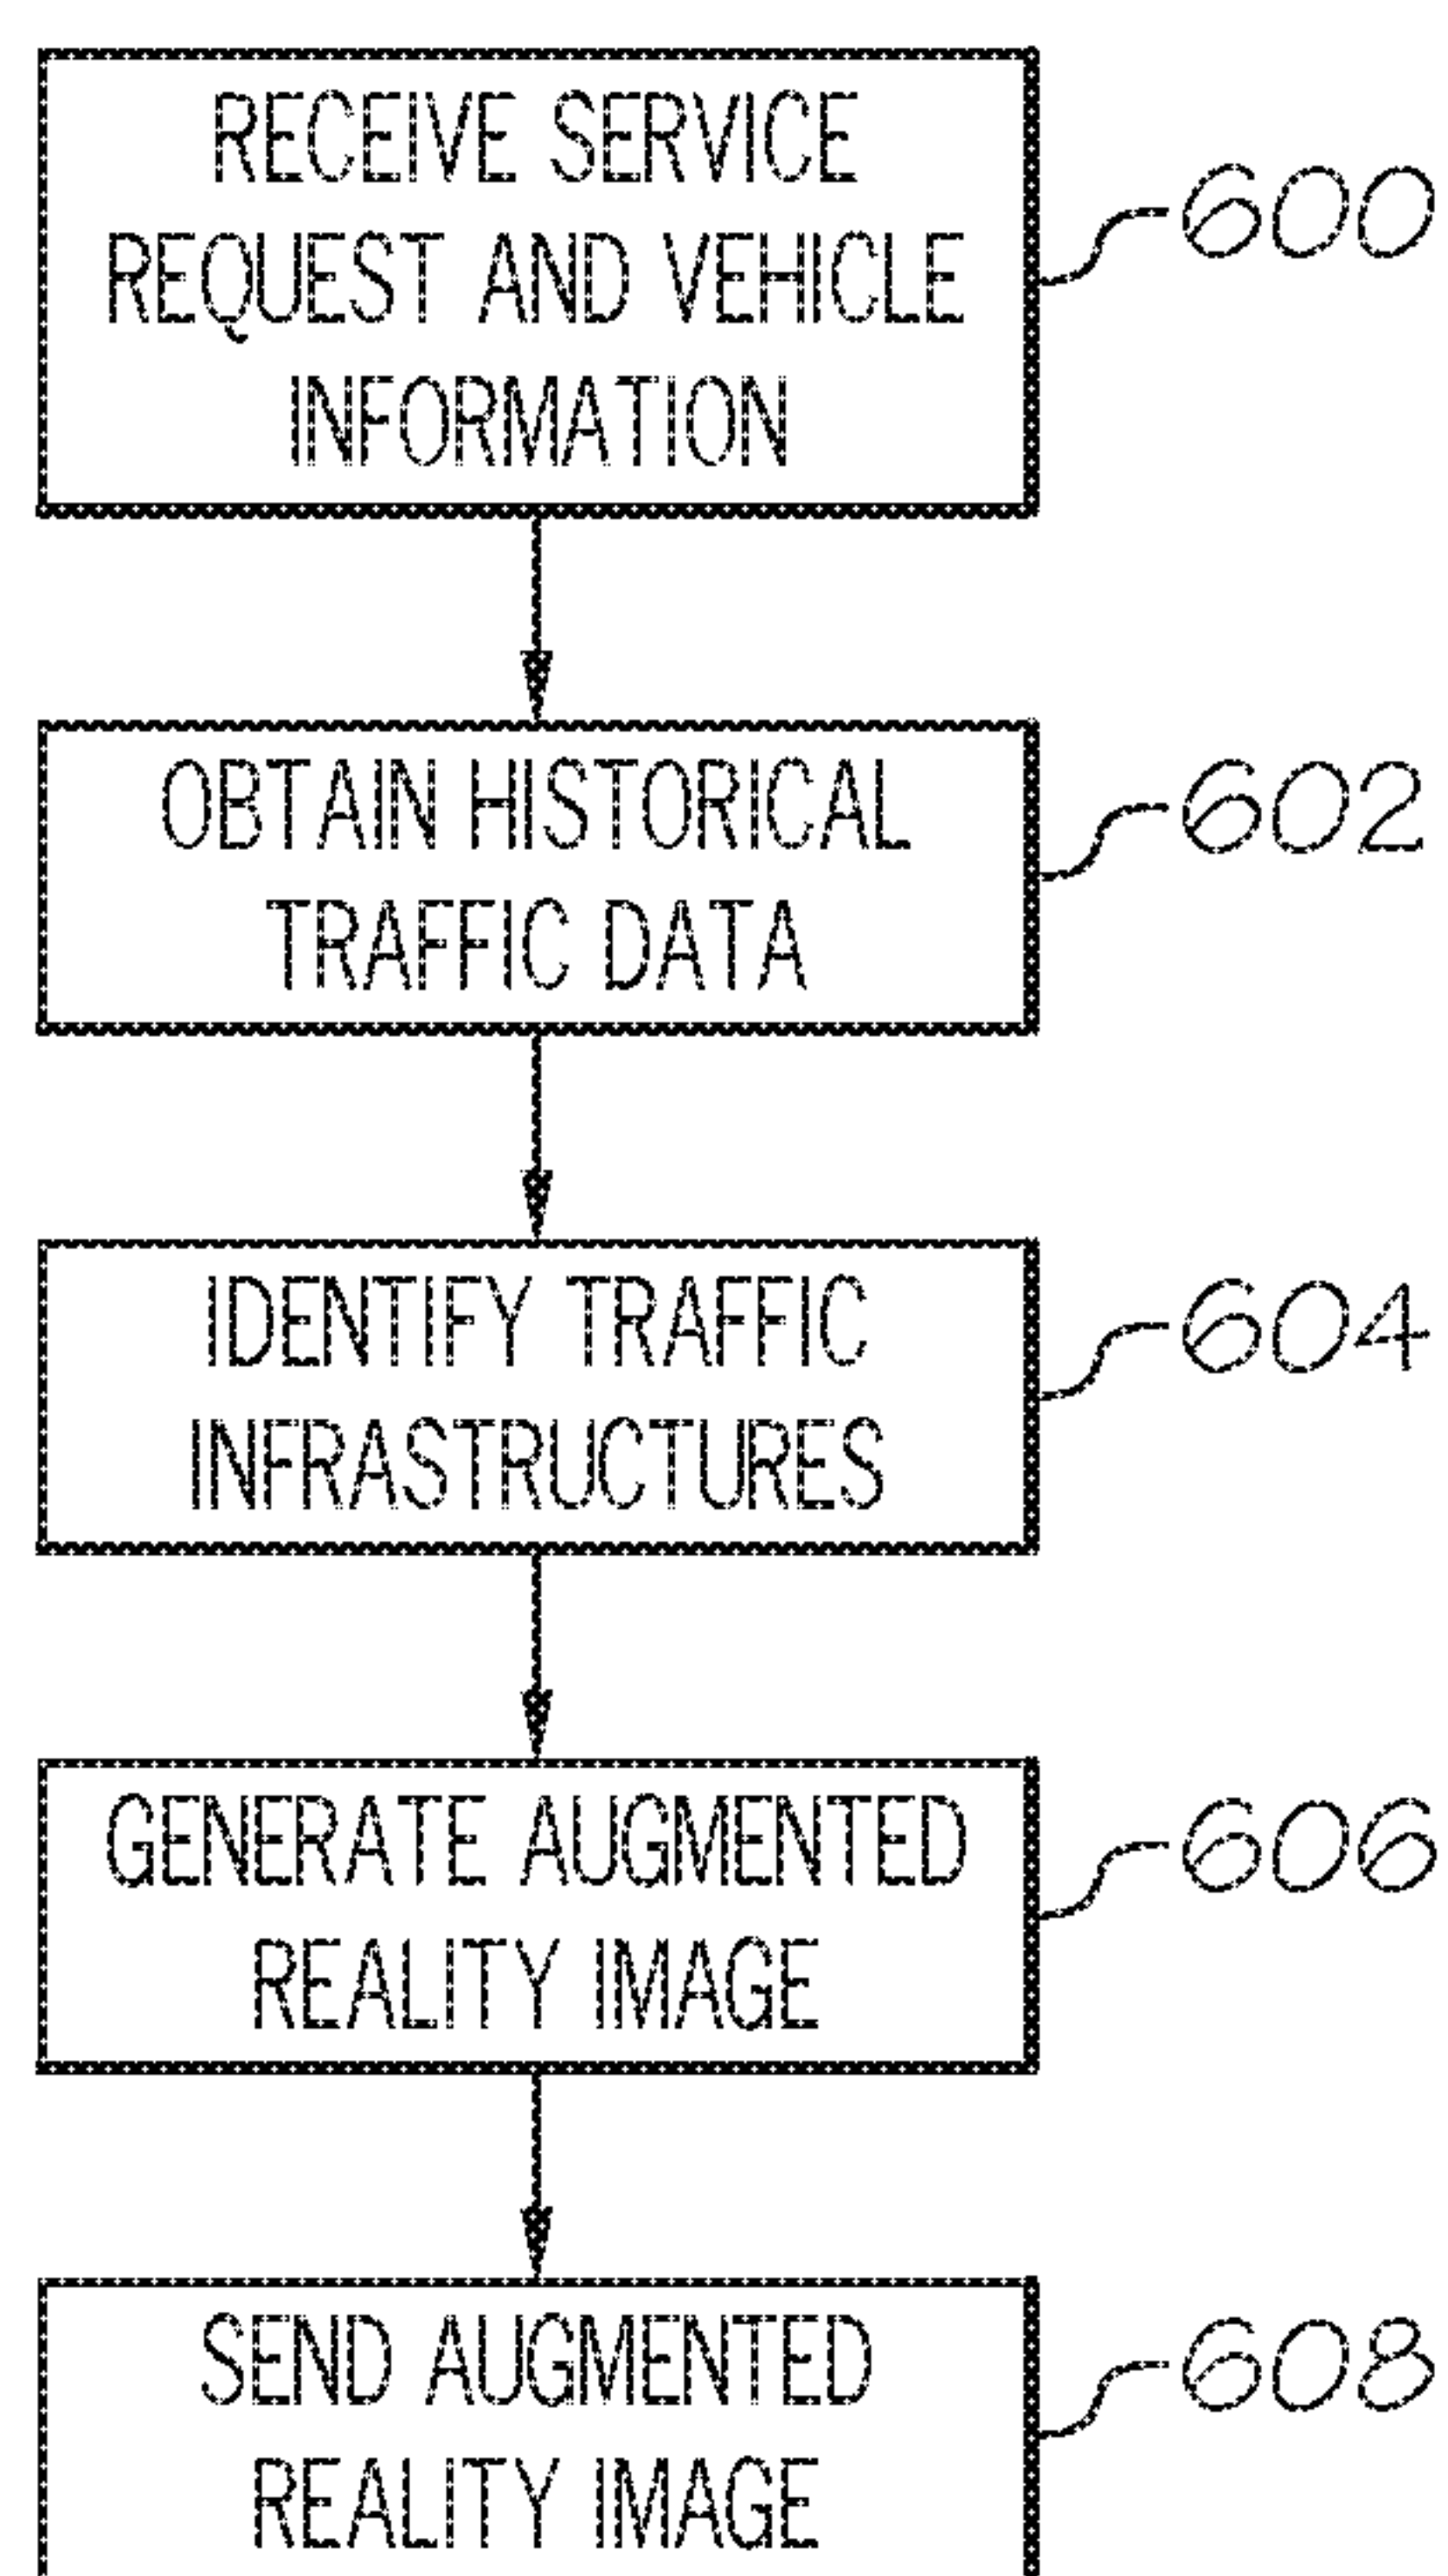 RECEIVE SERVICE
REQUEST AND VEHICLE
INFORMATION
600
OBTAIN HISTORICAL
TRAFFIC DATA
602
IDENTIFY TRAFFIC
INFRASTRUCTURES
604
GENERATE AUGMENTED
REALITY IMAGE
606
SEND AUGMENTED
REALITY IMAGE
608